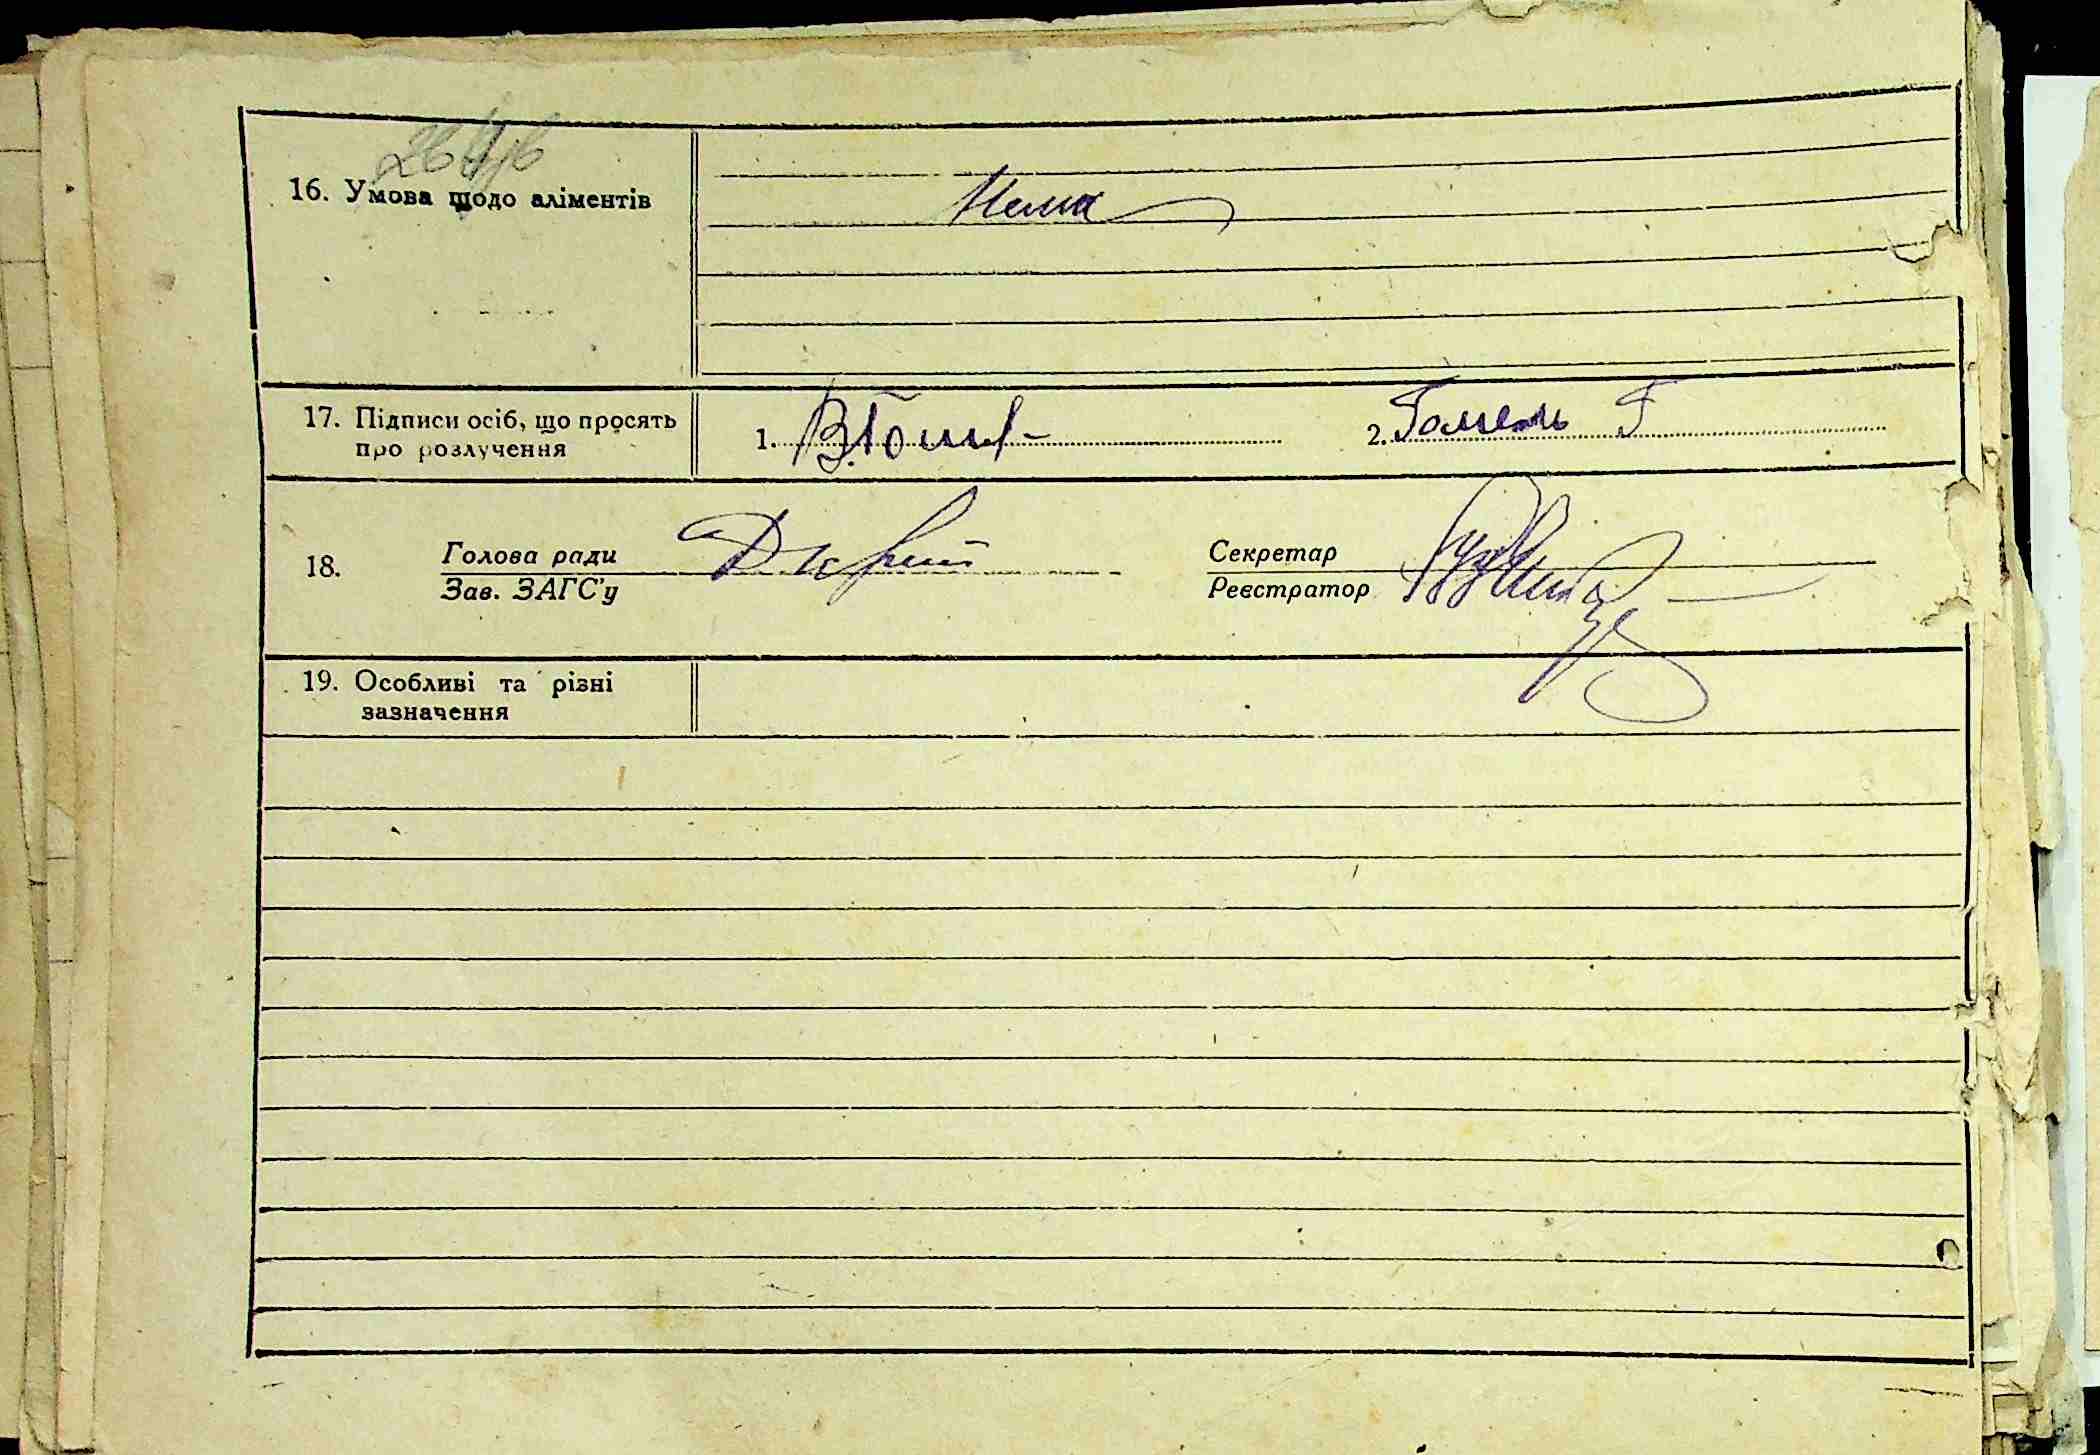 16. Умова щодо аліментів
Нема
17. Підписи осіб, що просять
про розлучення
1. 2. Гомель Г
18. Голова ради Секретар
Зав. ЗАГС'у Реєстратор
19. Особливі та різні
зазначення